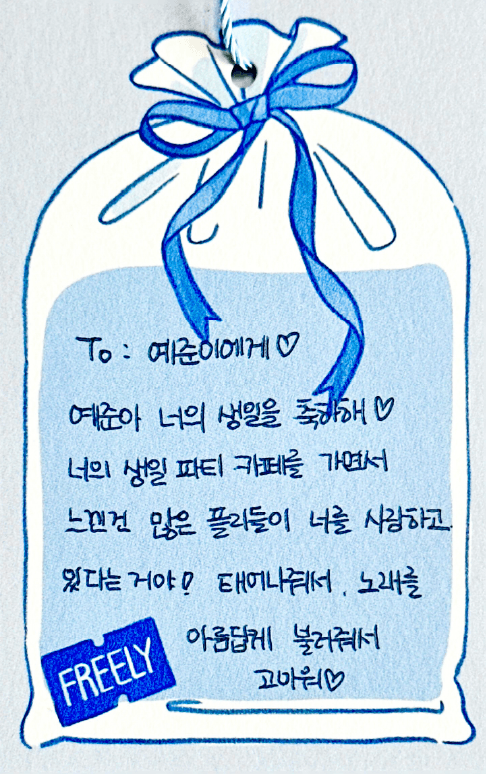 To : 예준이에게♡
예준아 너의 생일을 축하해♡
너의 생일 파티 카페를 가면서
느낀건 많은 플리들이 너를 사랑하고
있다는거야! 태어나줘서, 노래를
아름답게 불러줘서
고마워♡
FREELY